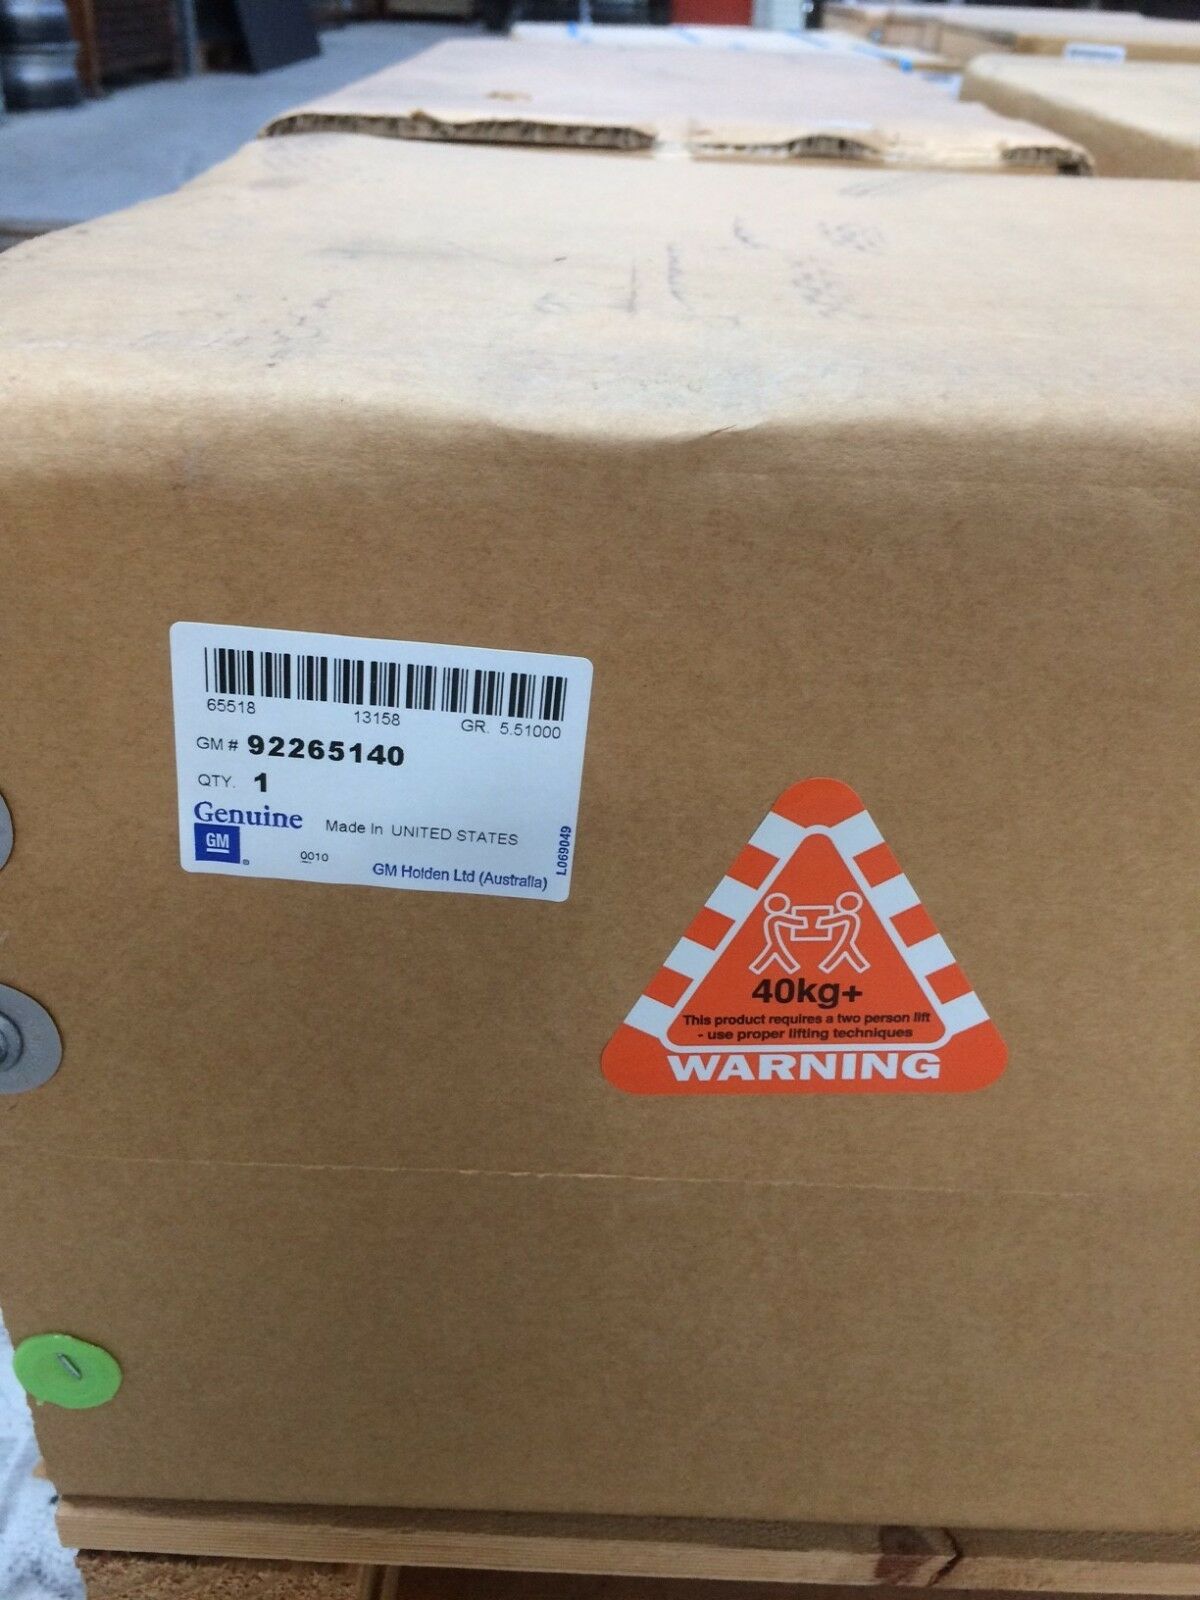 65518 13158 GR. 5.51000
GM # 92265140
QTY. 1
Genuine
GM ®
Made In UNITED STATES
0010
GM Holden Ltd (Australia)
L069049
40kg+
This product requires a two person lift
- use proper lifting techniques
WARNING